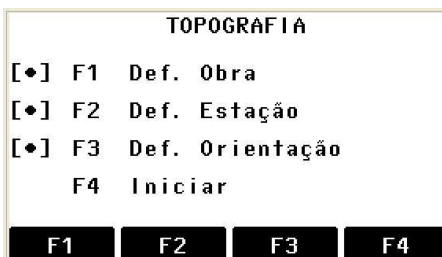 TOPOGRAFIA
[•] F1 Def. Obra
[•] F2 Def. Estação
[•] F3 Def. Orientação
F4 Iniciar
F1 F2 F3 F4